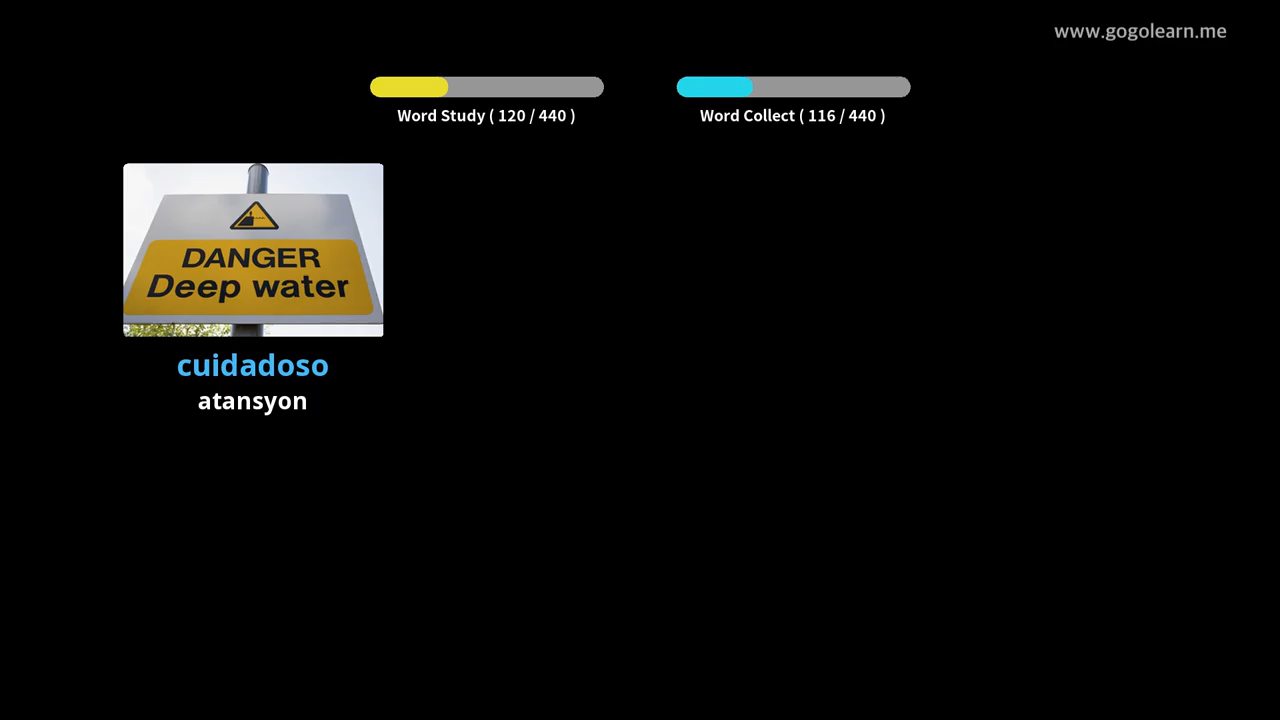 www.gogolearn.me
Word Study ( 120 / 440 )
Word Collect ( 116 / 440 )
DANGER
Deep water
cuidadoso
atansyon